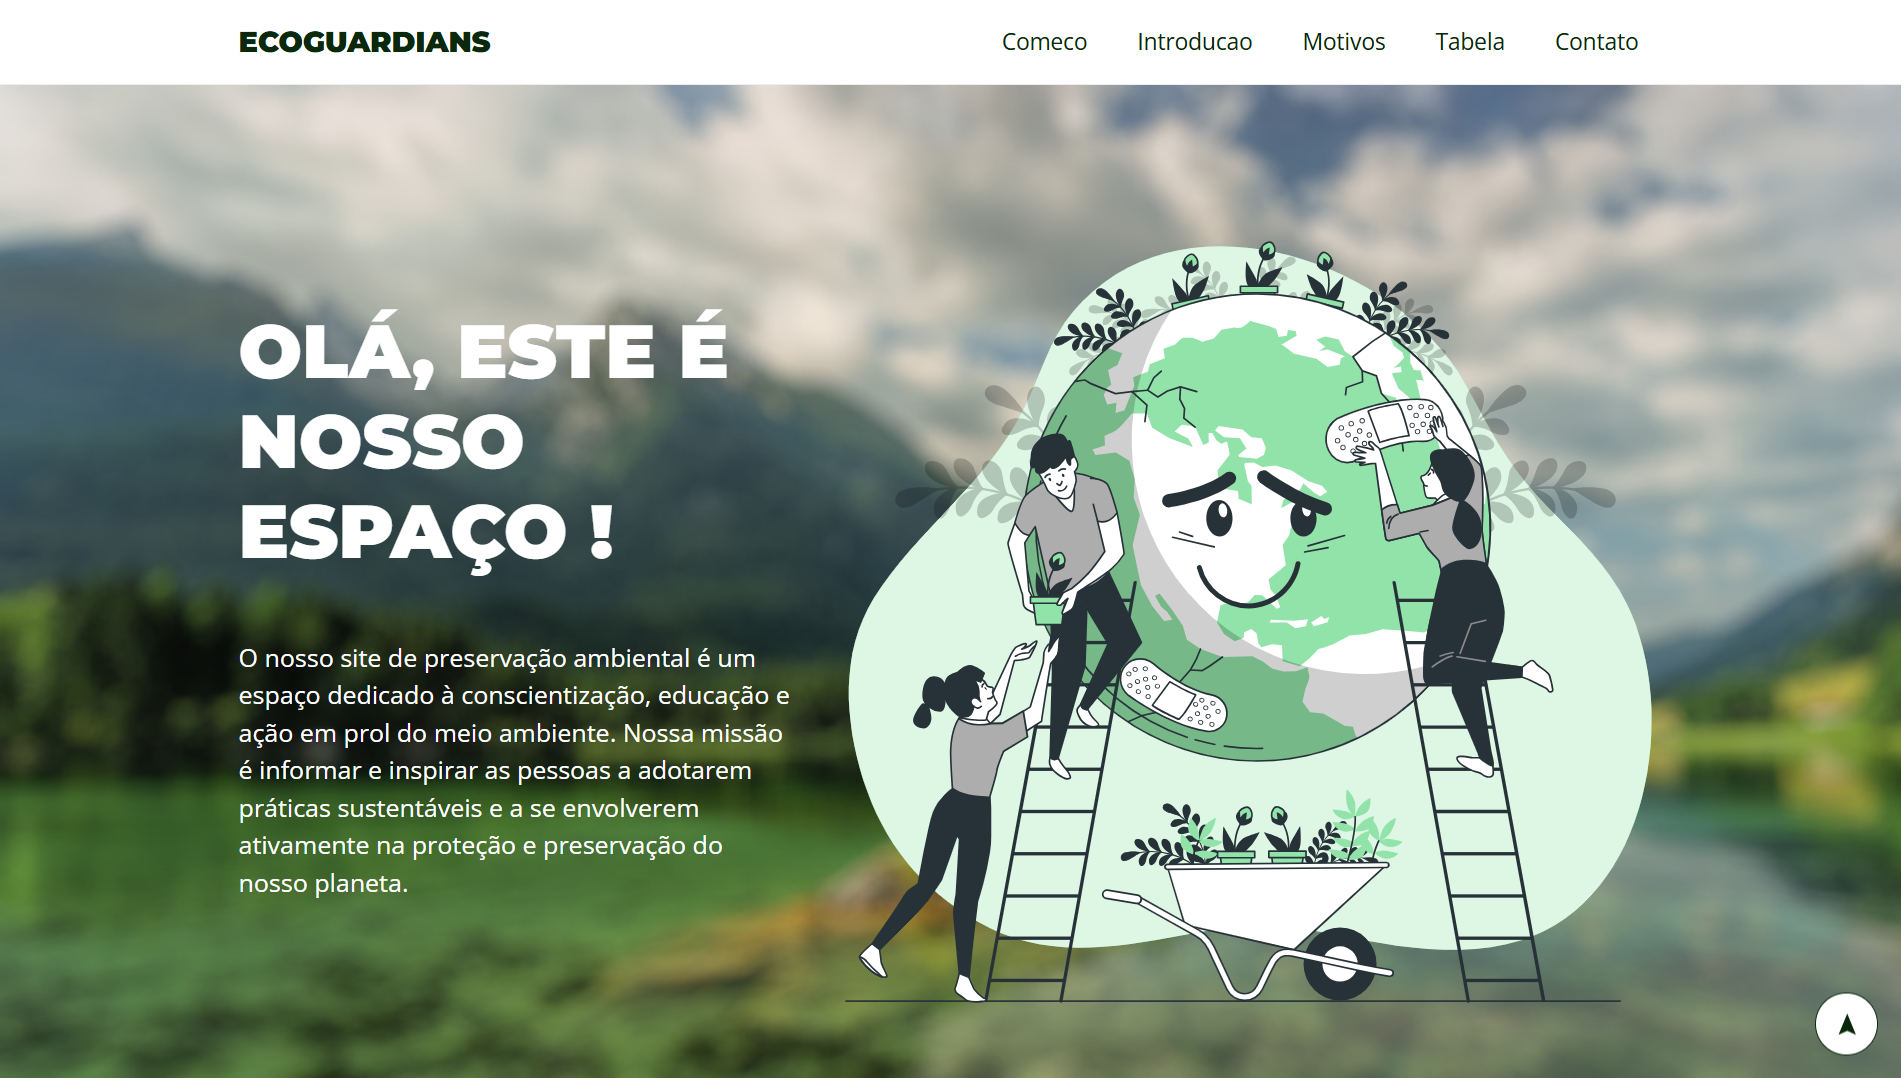 ECOGUARDIANS
Comeco Introducao Motivos Tabela Contato
OLÁ, ESTE É
NOSSO
ESPAÇO !
O nosso site de preservação ambiental é um
espaço dedicado à conscientização, educação e
ação em prol do meio ambiente. Nossa missão
é informar e inspirar as pessoas a adotarem
práticas sustentáveis e a se envolverem
ativamente na proteção e preservação do
nosso planeta.